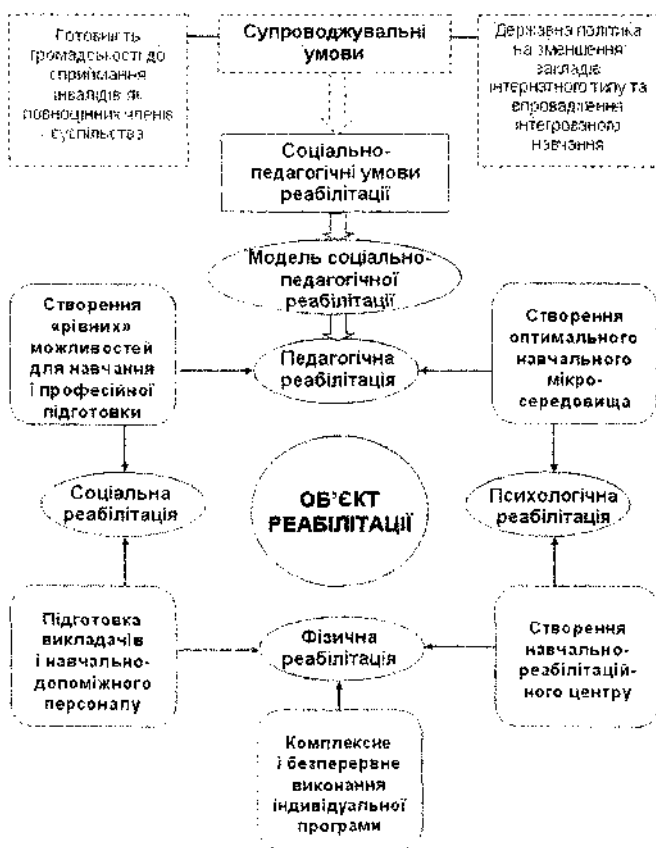 Готовність
громадськості до
сприймання
інвалідів як
повноцінних членів
суспільства
Супроводжувальні
умови
Державна політика
на зменшення
закладів
інтернатного типу та
впровадження
інтегрованого
навчання
Соціально-
педагогічні умови
реабілітації
Модель соціально-
педагогічної
реабілітації
Створення
«рівних»
можливостей
для навчання
і професійної
підготовки
Педагогічна
реабілітація
Створення
оптимального
навчального
мікро-
середовища
Соціальна
реабілітація
ОБ'ЄКТ
РЕАБІЛІТАЦІЇ
Психологічна
реабілітація
Підготовка
викладачів
і навчально-
допоміжного
персоналу
Фізична
реабілітація
Створення
навчально-
реабілітацій-
ного центру
Комплексне
і безперервне
виконання
індивідуальної
програми